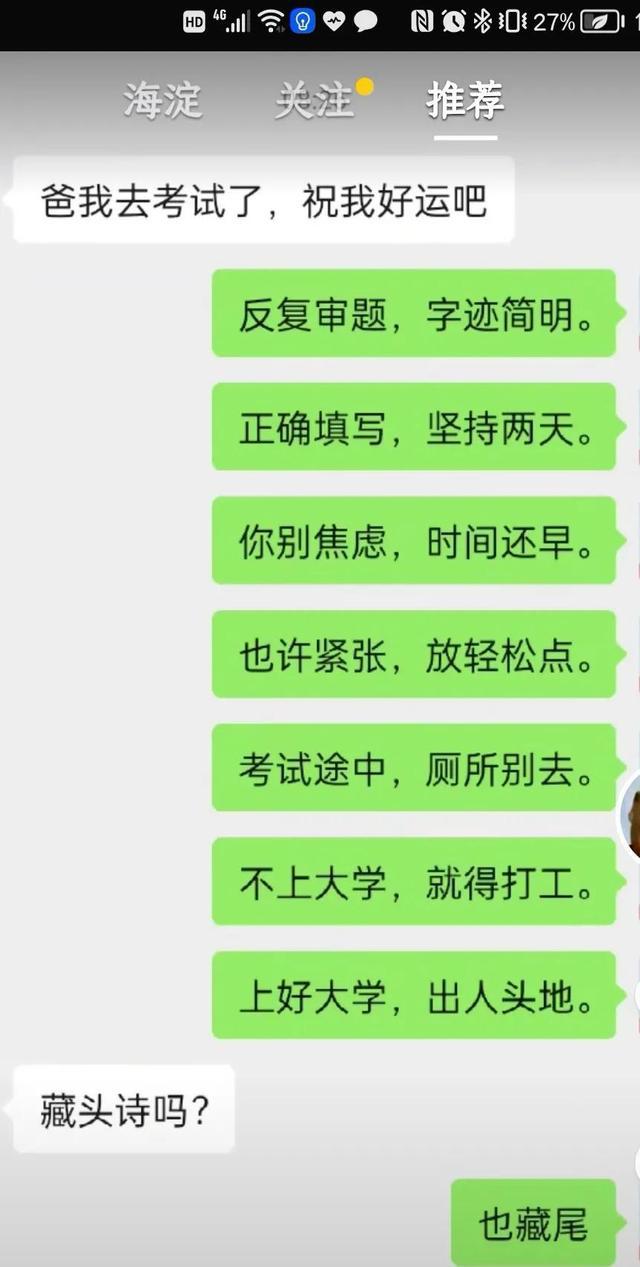 HD 4G 27%
海淀 关注 推荐
爸我去考试了，祝我好运吧
反复审题，字迹简明。
正确填写，坚持两天。
你别焦虑，时间还早。
也许紧张，放轻松点。
考试途中，厕所别去。
不上大学，就得打工。
上好大学，出人头地。
藏头诗吗？
也藏尾